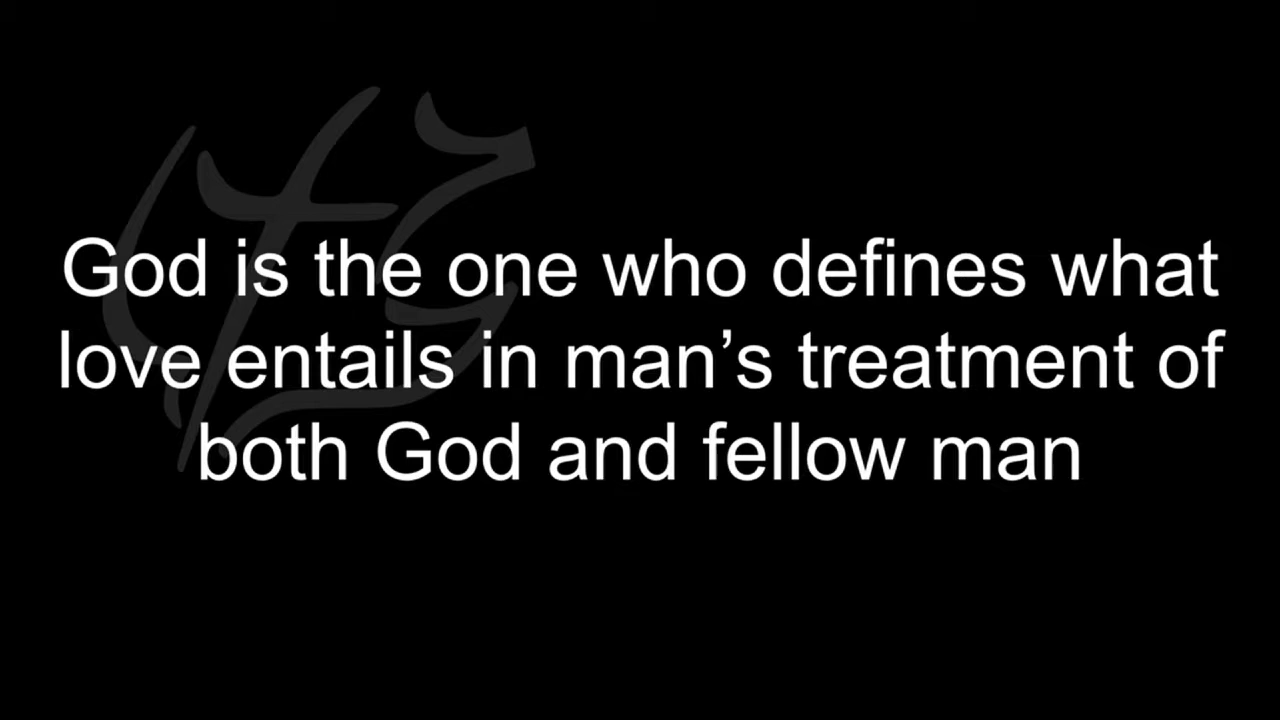 God is the one who defines what
love entails in man’s treatment of
both God and fellow man